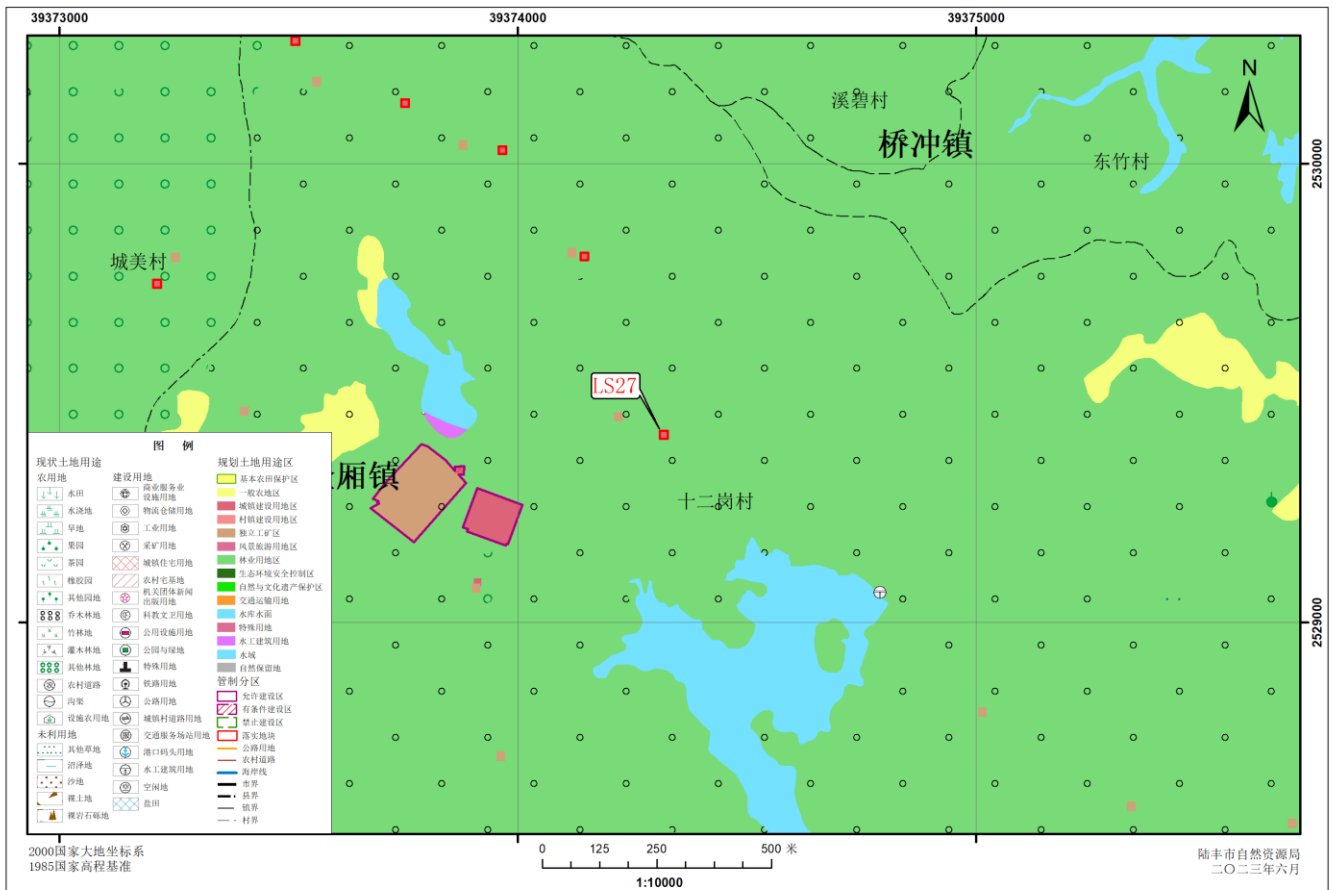 39373000
39374000
39375000
N
溪碧村
桥冲镇
2530000
东竹村
城美村
LS27
厢镇
十二岗村
2529000
图 例
现状土地用途
农用地
水田
水浇地
旱地
果园
茶园
橡胶园
其他园地
乔木林地
竹林地
灌木林地
其他林地
农村道路
沟渠
设施农用地
未利用地
其他草地
沼泽地
沙地
裸土地
裸岩石砾地
建设用地
商业服务业
设施用地
物流仓储用地
工业用地
采矿用地
城镇住宅用地
农村宅基地
机关团体新闻
出版用地
科教文卫用地
公用设施用地
公园与绿地
特殊用地
铁路用地
公路用地
城镇村道路用地
交通服务场站用地
港口码头用地
水工建筑用地
空闲地
盐田
规划土地用途区
基本农田保护区
一般农地区
城镇建设用地区
村镇建设用地区
独立工矿区
风景旅游用地区
林业用地区
生态环境安全控制区
自然与文化遗产保护区
交通运输用地
水库水面
特殊用地
水工建筑用地
水域
自然保留地
管制分区
允许建设区
有条件建设区
禁止建设区
落实地块
公路用地
农村道路
海岸线
市界
县界
镇界
村界
2000国家大地坐标系
1985国家高程基准
0 125 250 500 米
1:10000
陆丰市自然资源局
二〇二三年六月